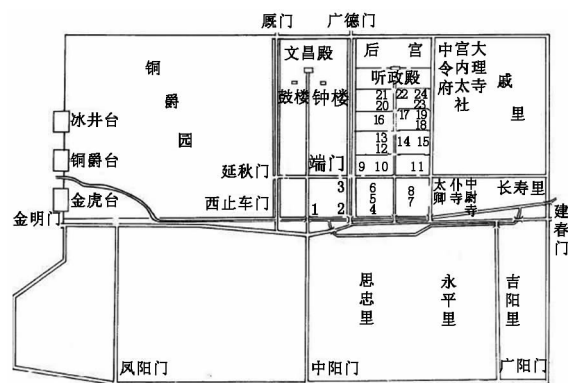 厩门 广德门
铜爵园
文昌殿
鼓楼 钟楼
后宫
听政殿
21 22 24
20 23
16 17 19
18
13 14 15
12
9 10 11
中令府
宫内太社
大理寺
戚里
冰井台
铜爵台
金虎台
延秋门
端门
西止车门
3
1 2
6
5
4
8
7
太卿
仆寺
中尉寺
长寿里
金明门
建春门
思忠里
永平里
吉阳里
凤阳门 中阳门 广阳门